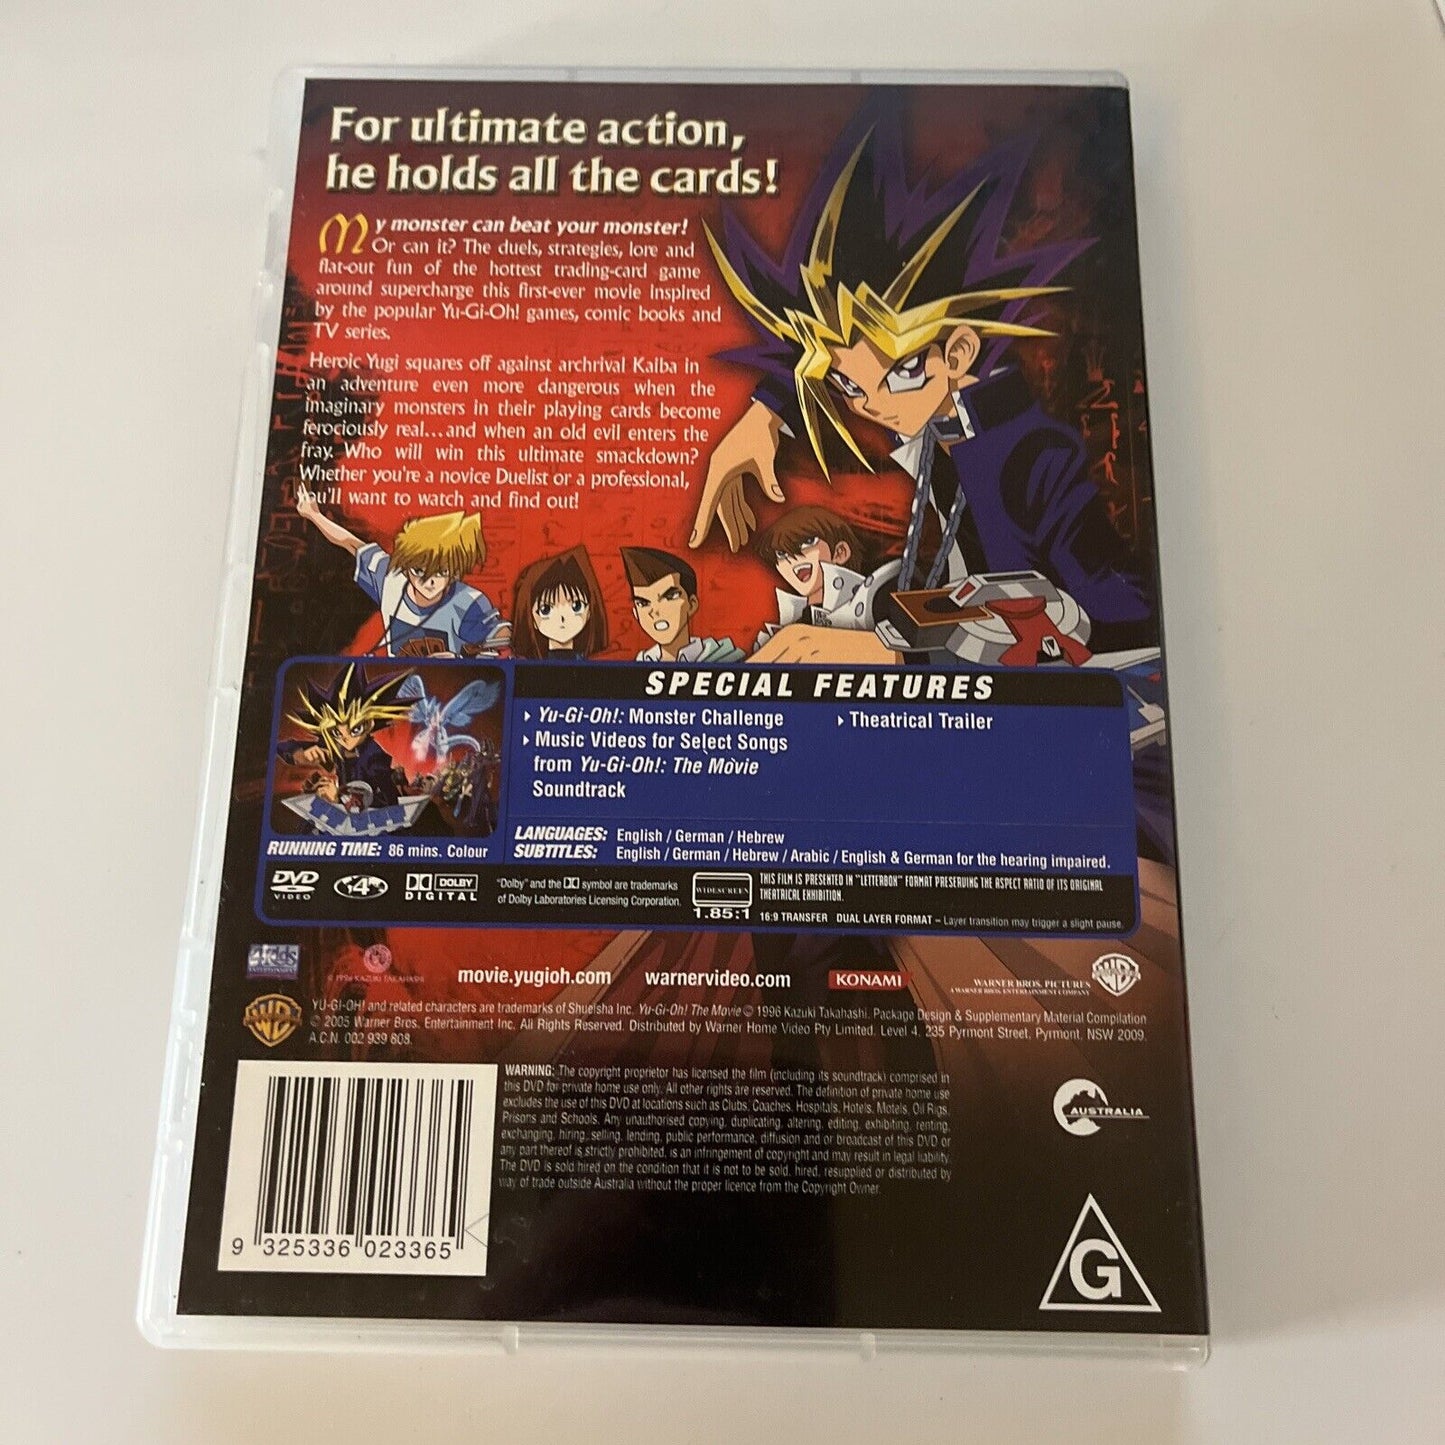 For ultimate action,
he holds all the cards!
My monster can beat your monster!
Or can it? The duels, strategies, lore and
flat-out fun of the hottest trading-card game
around supercharge this first-ever movie inspired
by the popular Yu-Gi-Oh! games, comic books and
TV series.
Heroic Yugi squares off against archrival Kaiba in
an adventure even more dangerous when the
imaginary monsters in their playing cards become
ferociously real...and when an old evil enters the
fray. Who will win this ultimate smackdown?
Whether you're a novice Duelist or a professional,
you'll want to watch and find out!
SPECIAL FEATURES
Yu-Gi-Oh!: Monster Challenge
Music Videos for Select Songs
from Yu-Gi-Oh!: The Movie
Soundtrack
Theatrical Trailer
LANGUAGES: English / German / Hebrew
SUBTITLES: English / German / Hebrew / Arabic / English & German for the hearing impaired.
RUNNING TIME: 86 mins. Colour
DVD
VIDEO
4
DOLBY
DIGITAL
"Dolby" and the DD symbol are trademarks
of Dolby Laboratories Licensing Corporation.
WIDESCREEN
1.85:1
THIS FILM IS PRESENTED IN "LETTERBOX" FORMAT PRESERVING THE ASPECT RATIO OF ITS ORIGINAL
THEATRICAL EXHIBITION.
16:9 TRANSFER DUAL LAYER FORMAT – Layer transition may trigger a slight pause.
4Kids
ENTERTAINMENT
© 1996 KAZUKI TAKAHASHI
movie.yugioh.com
warnervideo.com
KONAMI
WARNER BROS. PICTURES
A WARNER BROS. ENTERTAINMENT COMPANY
YU-GI-OH! and related characters are trademarks of Shueisha Inc. Yu-Gi-Oh! The Movie © 1996 Kazuki Takahashi. Package Design & Supplementary Material Compilation
© 2005 Warner Bros. Entertainment Inc. All Rights Reserved. Distributed by Warner Home Video Pty Limited. Level 4, 235 Pyrmont Street, Pyrmont, NSW 2009.
A.C.N. 002 939 808.
WARNING: The copyright proprietor has licensed the film (including its soundtrack) comprised in
this DVD for private home use only. All other rights are reserved. The definition of private home use
excludes the use of this DVD at locations such as Clubs, Coaches, Hospitals, Hotels, Motels, Oil Rigs,
Prisons and Schools. Any unauthorised copying, duplicating, altering, editing, exhibiting, renting,
exchanging, hiring, selling, lending, public performance, diffusion and or broadcast of this DVD or
any part thereof is strictly prohibited, is an infringement of copyright and may result in legal liability.
The DVD is sold hired on the condition that it is not to be sold, hired, resupplied or distributed by
way of trade outside Australia without the proper licence from the Copyright Owner.
AUSTRALIA
9 325336 023365
G